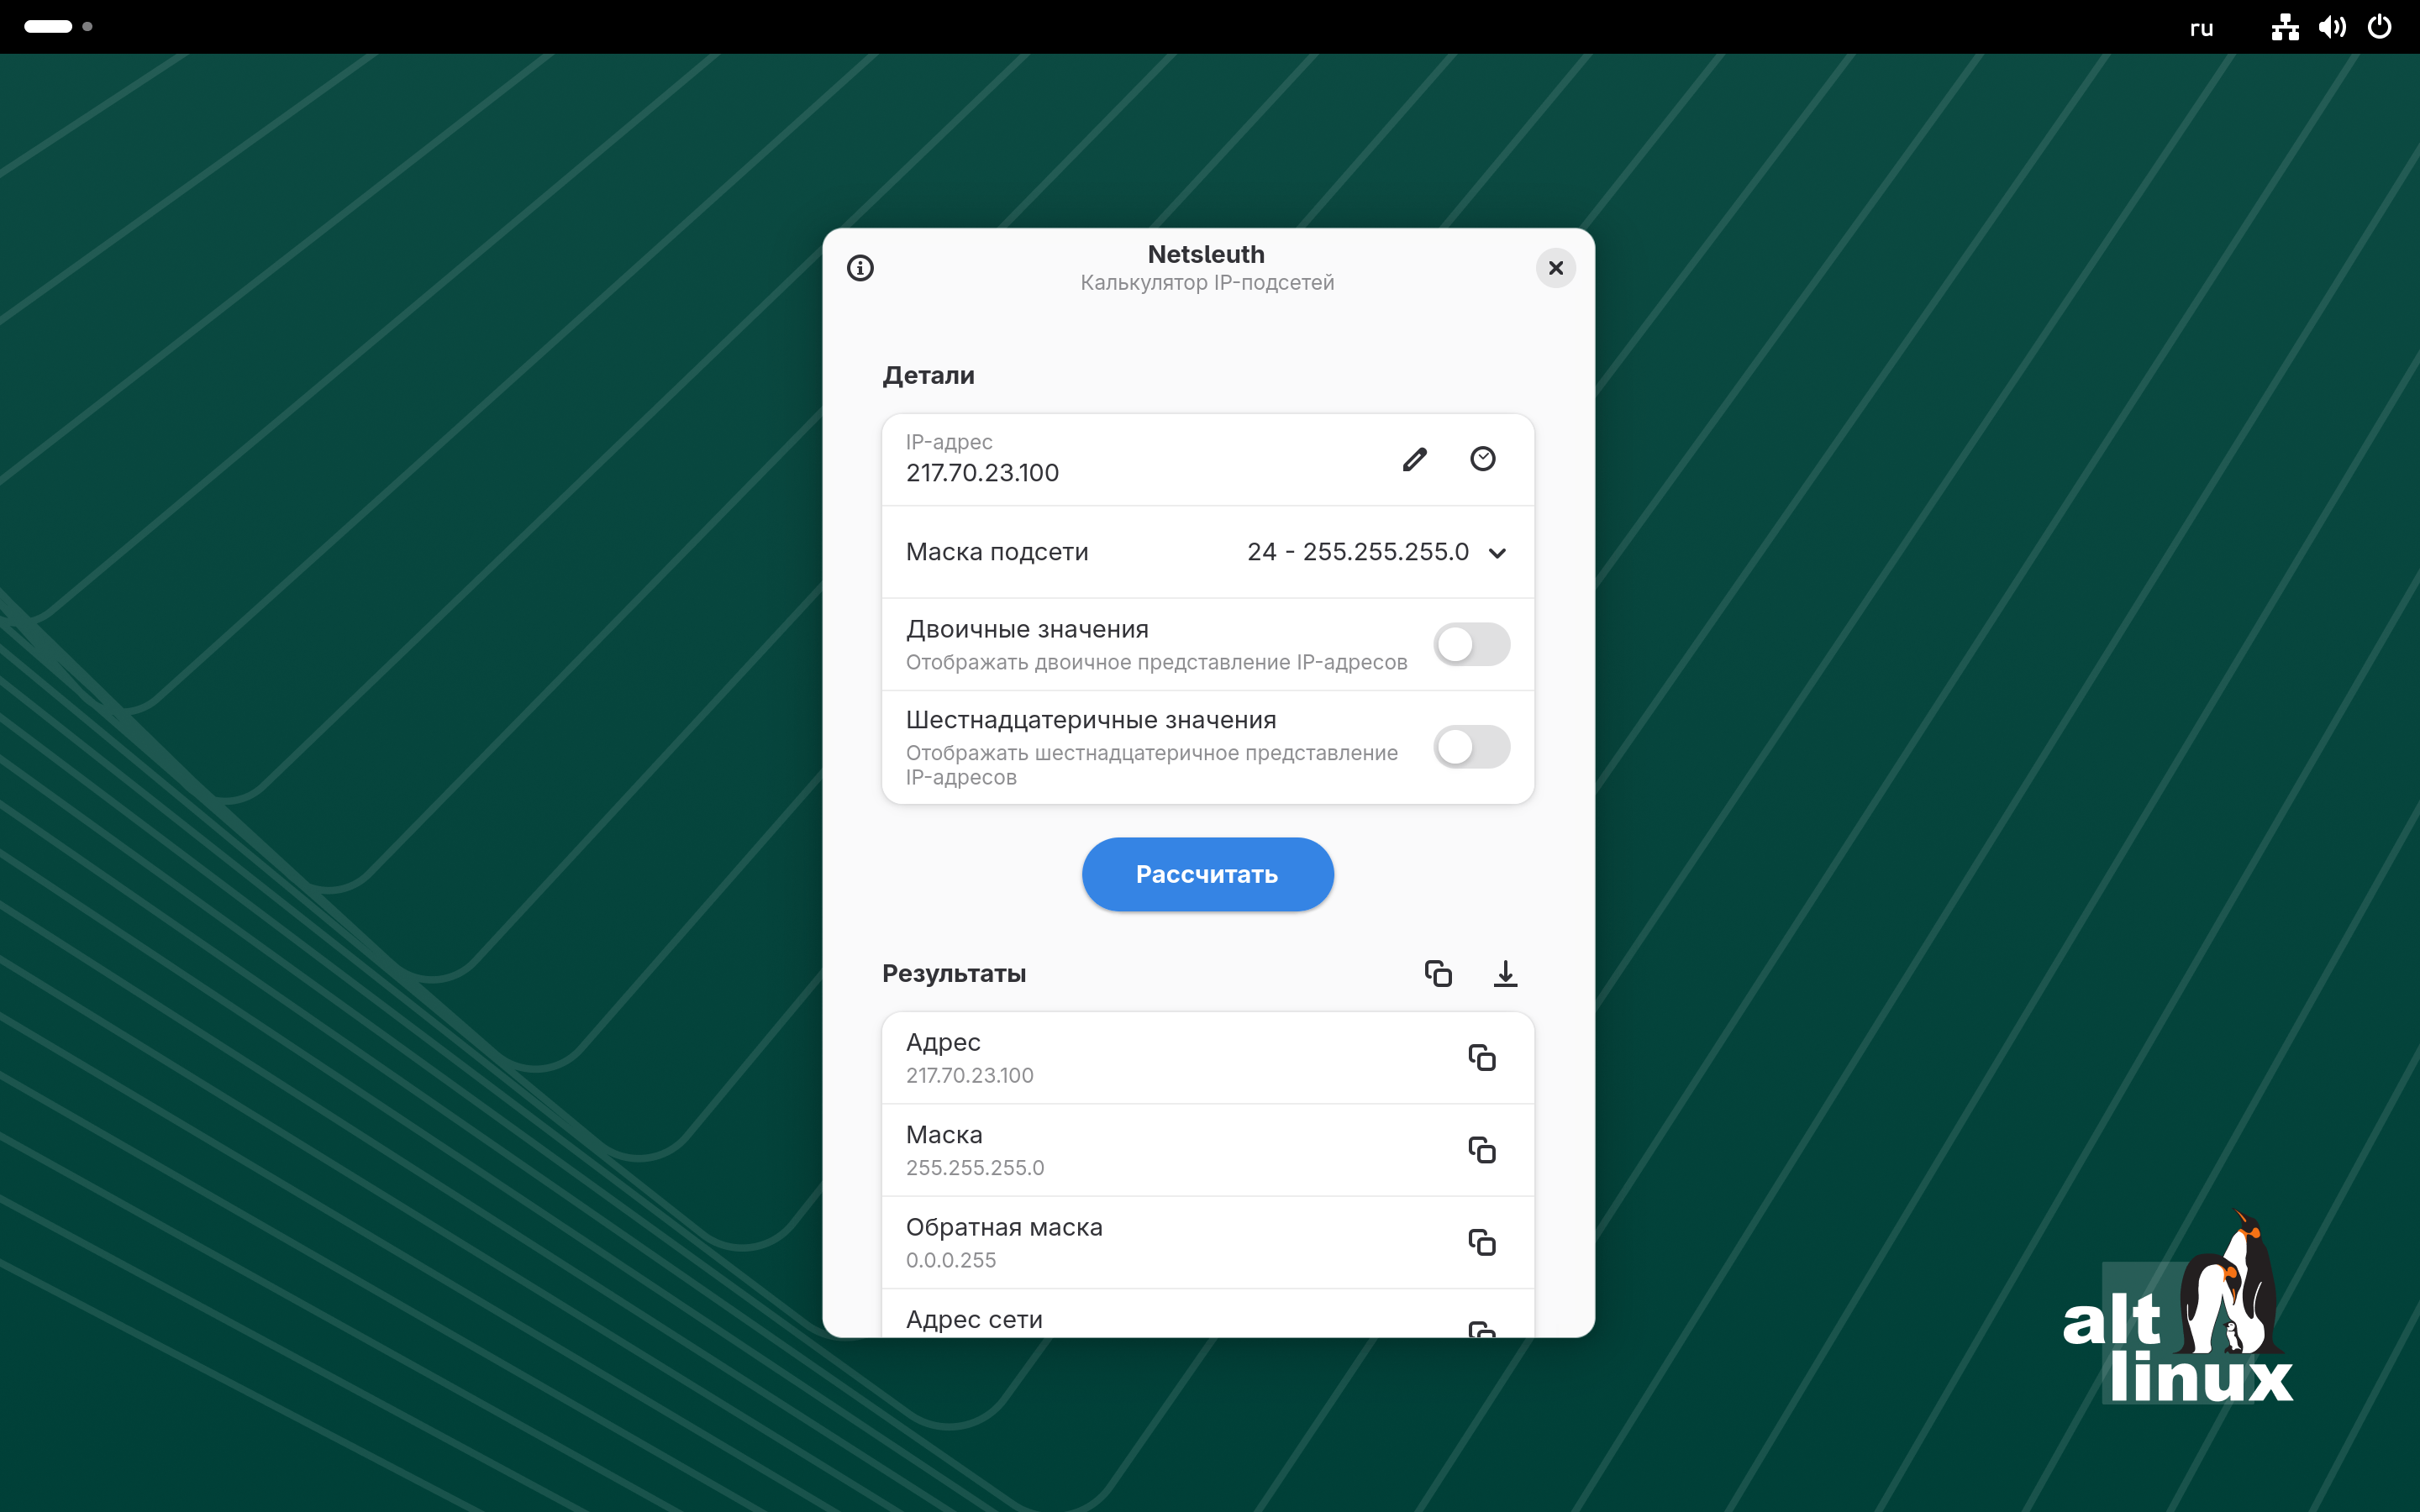 ru
Netsleuth
Калькулятор IP-подсетей
Детали
IP-адрес
217.70.23.100
Маска подсети 24 - 255.255.255.0
Двоичные значения
Отображать двоичное представление IP-адресов
Шестнадцатеричные значения
Отображать шестнадцатеричное представление
IP-адресов
Рассчитать
Результаты
Адрес
217.70.23.100
Маска
255.255.255.0
Обратная маска
0.0.0.255
Адрес сети
alt
linux